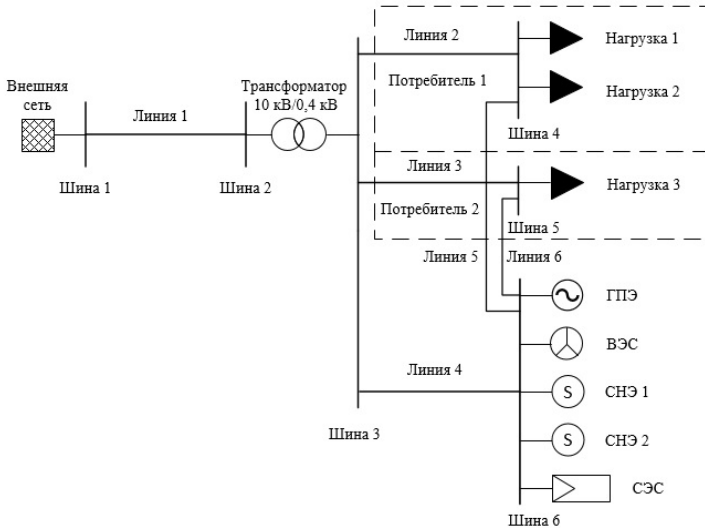 Линия 2
Нагрузка 1
Внешняя
сеть
Трансформатор
10 кВ/0,4 кВ
Потребитель 1
Нагрузка 2
Линия 1
Шина 4
Линия 3
Шина 1
Шина 2
Нагрузка 3
Потребитель 2
Шина 5
Линия 5
Линия 6
ГПЭ
ВЭС
Линия 4
S
СНЭ 1
Шина 3
S
СНЭ 2
СЭС
Шина 6